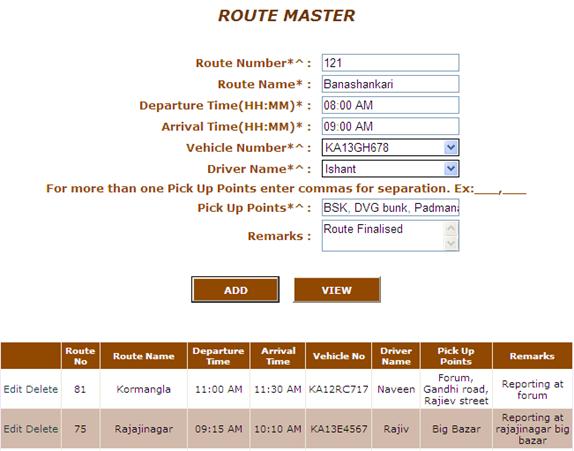 ROUTE MASTER
Route Number*^ : 121
Route Name* : Banashankari
Departure Time(HH:MM)* : 08:00 AM
Arrival Time(HH:MM)* : 09:00 AM
Vehicle Number*^ : KA13GH678
Driver Name*^ : Ishant
For more than one Pick Up Points enter commas for separation. Ex:___,___
Pick Up Points*^ : BSK, DVG bunk, Padmana
Remarks : Route Finalised
ADD VIEW
Route No Route Name Departure Time Arrival Time Vehicle No Driver Name Pick Up Points Remarks
Edit Delete 81 Kormangla 11:00 AM 11:30 AM KA12RC717 Naveen Forum, Gandhi road, Rajiev street Reporting at forum
Edit Delete 75 Rajajinagar 09:15 AM 10:10 AM KA13E4567 Rajiv Big Bazar Reporting at rajajinagar big bazar